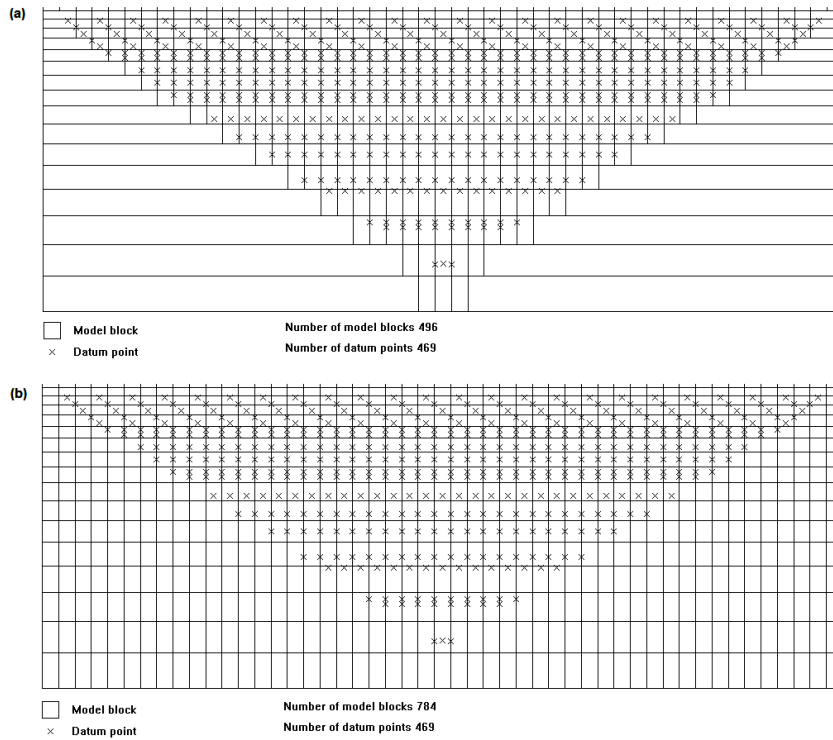 (a)
Model block Number of model blocks 496
× Datum point Number of datum points 469
(b)
Model block Number of model blocks 784
× Datum point Number of datum points 469